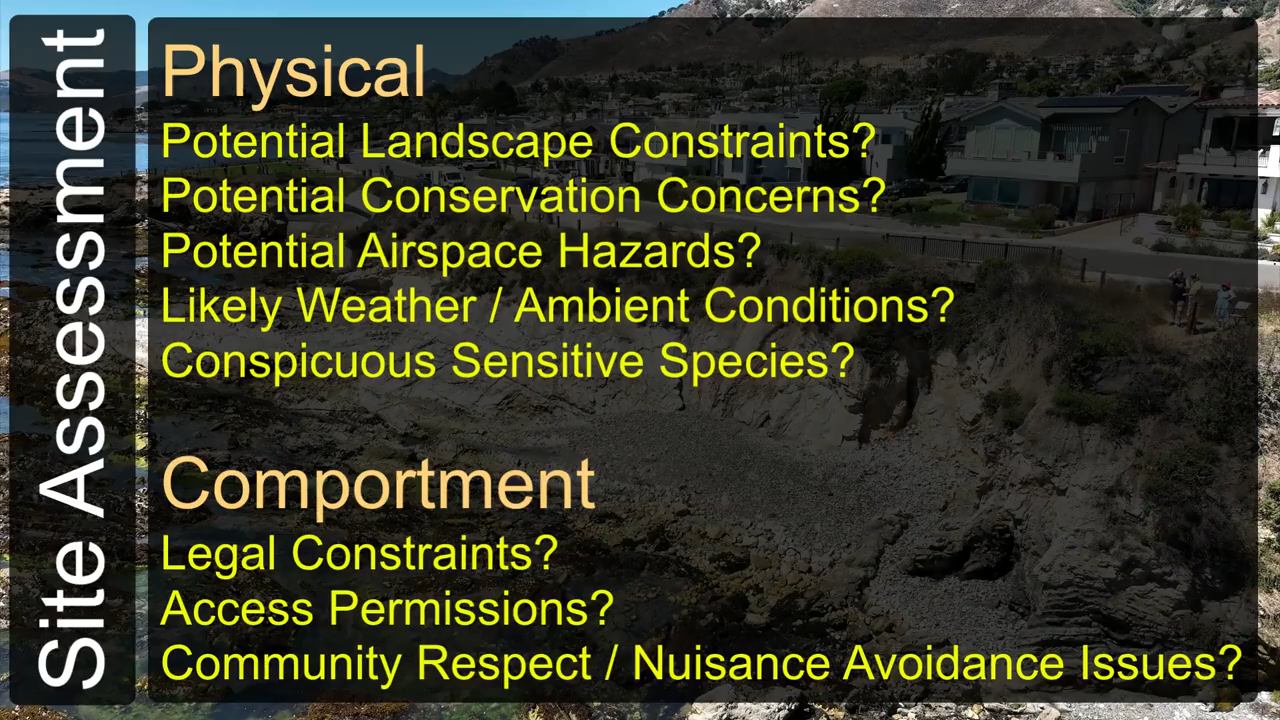 Site Assessment
Physical
Potential Landscape Constraints?
Potential Conservation Concerns?
Potential Airspace Hazards?
Likely Weather / Ambient Conditions?
Conspicuous Sensitive Species?
Comportment
Legal Constraints?
Access Permissions?
Community Respect / Nuisance Avoidance Issues?